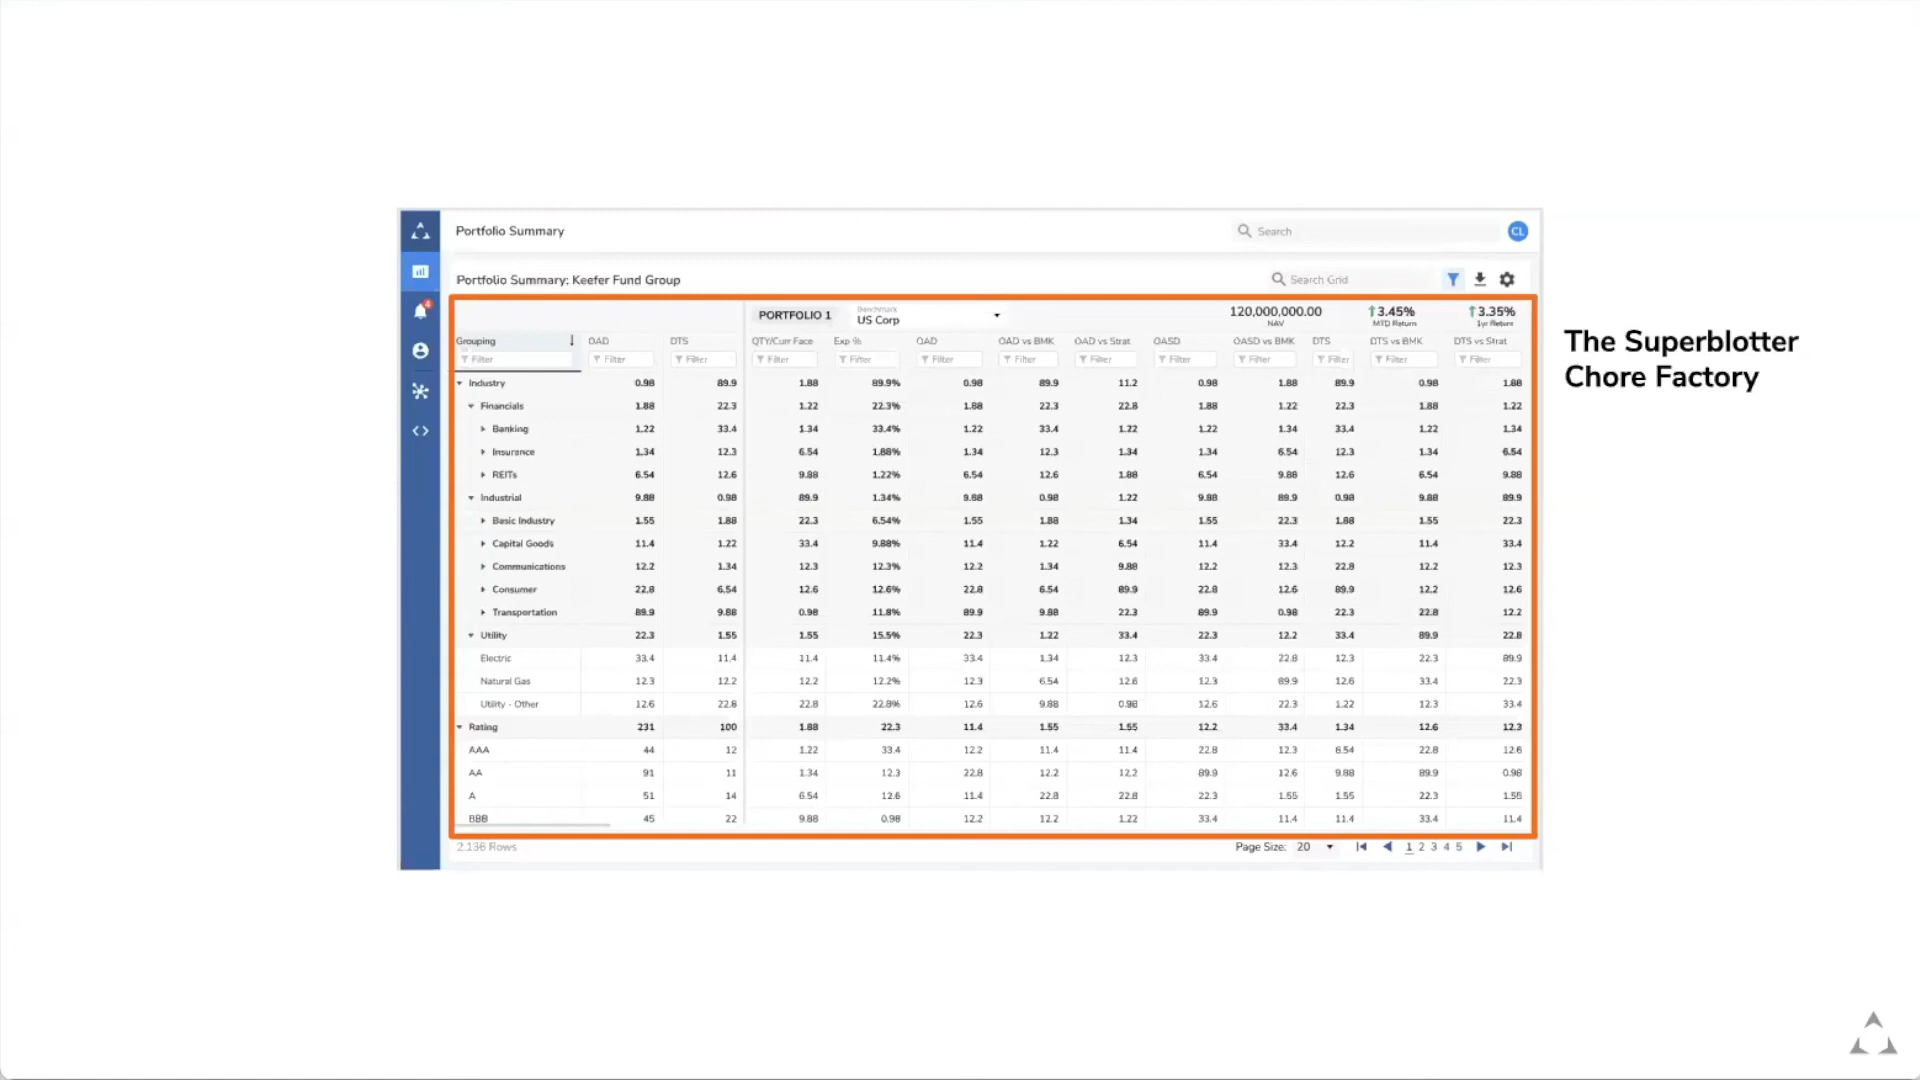 Portfolio Summary Search CL
Portfolio Summary: Keefer Fund Group Search Grid
4
PORTFOLIO 1 Benchmark US Corp 120,000,000.00 NAV 3.45% MTD Return 3.35% 1yr Return
The Superblotter
Chore Factory
Grouping OAD DTS QTY/Curr Face Exp % OAD OAD vs BMK OAD vs Strat OASD OASD vs BMK DTS DTS vs BMK DTS vs Strat
Filter Filter Filter Filter Filter Filter Filter Filter Filter Filter Filter Filter Filter
Industry 0.98 89.9 1.88 89.9% 0.98 89.9 11.2 0.98 1.88 89.9 0.98 1.88
Financials 1.88 22.3 1.22 22.3% 1.88 22.3 22.8 1.88 1.22 22.3 1.88 1.22
Banking 1.22 33.4 1.34 33.4% 1.22 33.4 1.22 1.22 1.34 33.4 1.22 1.34
Insurance 1.34 12.3 6.54 1.88% 1.34 12.3 1.34 1.34 6.54 12.3 1.34 6.54
REITs 6.54 12.6 9.88 1.22% 6.54 12.6 1.88 6.54 9.88 12.6 6.54 9.88
Industrial 9.88 0.98 89.9 1.34% 9.88 0.98 1.22 9.88 89.9 0.98 9.88 89.9
Basic Industry 1.55 1.88 22.3 6.54% 1.55 1.88 1.34 1.55 22.3 1.88 1.55 22.3
Capital Goods 11.4 1.22 33.4 9.88% 11.4 1.22 6.54 11.4 33.4 12.2 11.4 33.4
Communications 12.2 1.34 12.3 12.3% 12.2 1.34 9.88 12.2 12.3 22.8 12.2 12.3
Consumer 22.8 6.54 12.6 12.6% 22.8 6.54 89.9 22.8 12.6 89.9 12.2 12.6
Transportation 89.9 9.88 0.98 11.8% 89.9 9.88 22.3 89.9 0.98 22.3 22.8 12.2
Utility 22.3 1.55 1.55 15.5% 22.3 1.22 33.4 22.3 12.2 33.4 89.9 22.8
Electric 33.4 11.4 11.4 11.4% 33.4 1.34 12.3 33.4 22.8 12.3 22.3 89.9
Natural Gas 12.3 12.2 12.2 12.2% 12.3 6.54 12.6 12.3 89.9 12.6 33.4 22.3
Utility - Other 12.6 22.8 22.8 22.8% 12.6 9.88 0.98 12.6 22.3 1.22 12.3 33.4
Rating 231 100 1.88 22.3 11.4 1.55 1.55 12.2 33.4 1.34 12.6 12.3
AAA 44 12 1.22 33.4 12.2 11.4 11.4 22.8 12.3 6.54 22.8 12.6
AA 91 11 1.34 12.3 22.8 12.2 12.2 89.9 12.6 9.88 89.9 0.98
A 51 14 6.54 12.6 11.4 22.8 22.8 22.3 1.55 1.55 22.3 1.55
BBB 45 22 9.88 0.98 12.2 12.2 1.22 33.4 11.4 11.4 33.4 11.4
2,136 Rows Page Size: 20 1 2 3 4 5